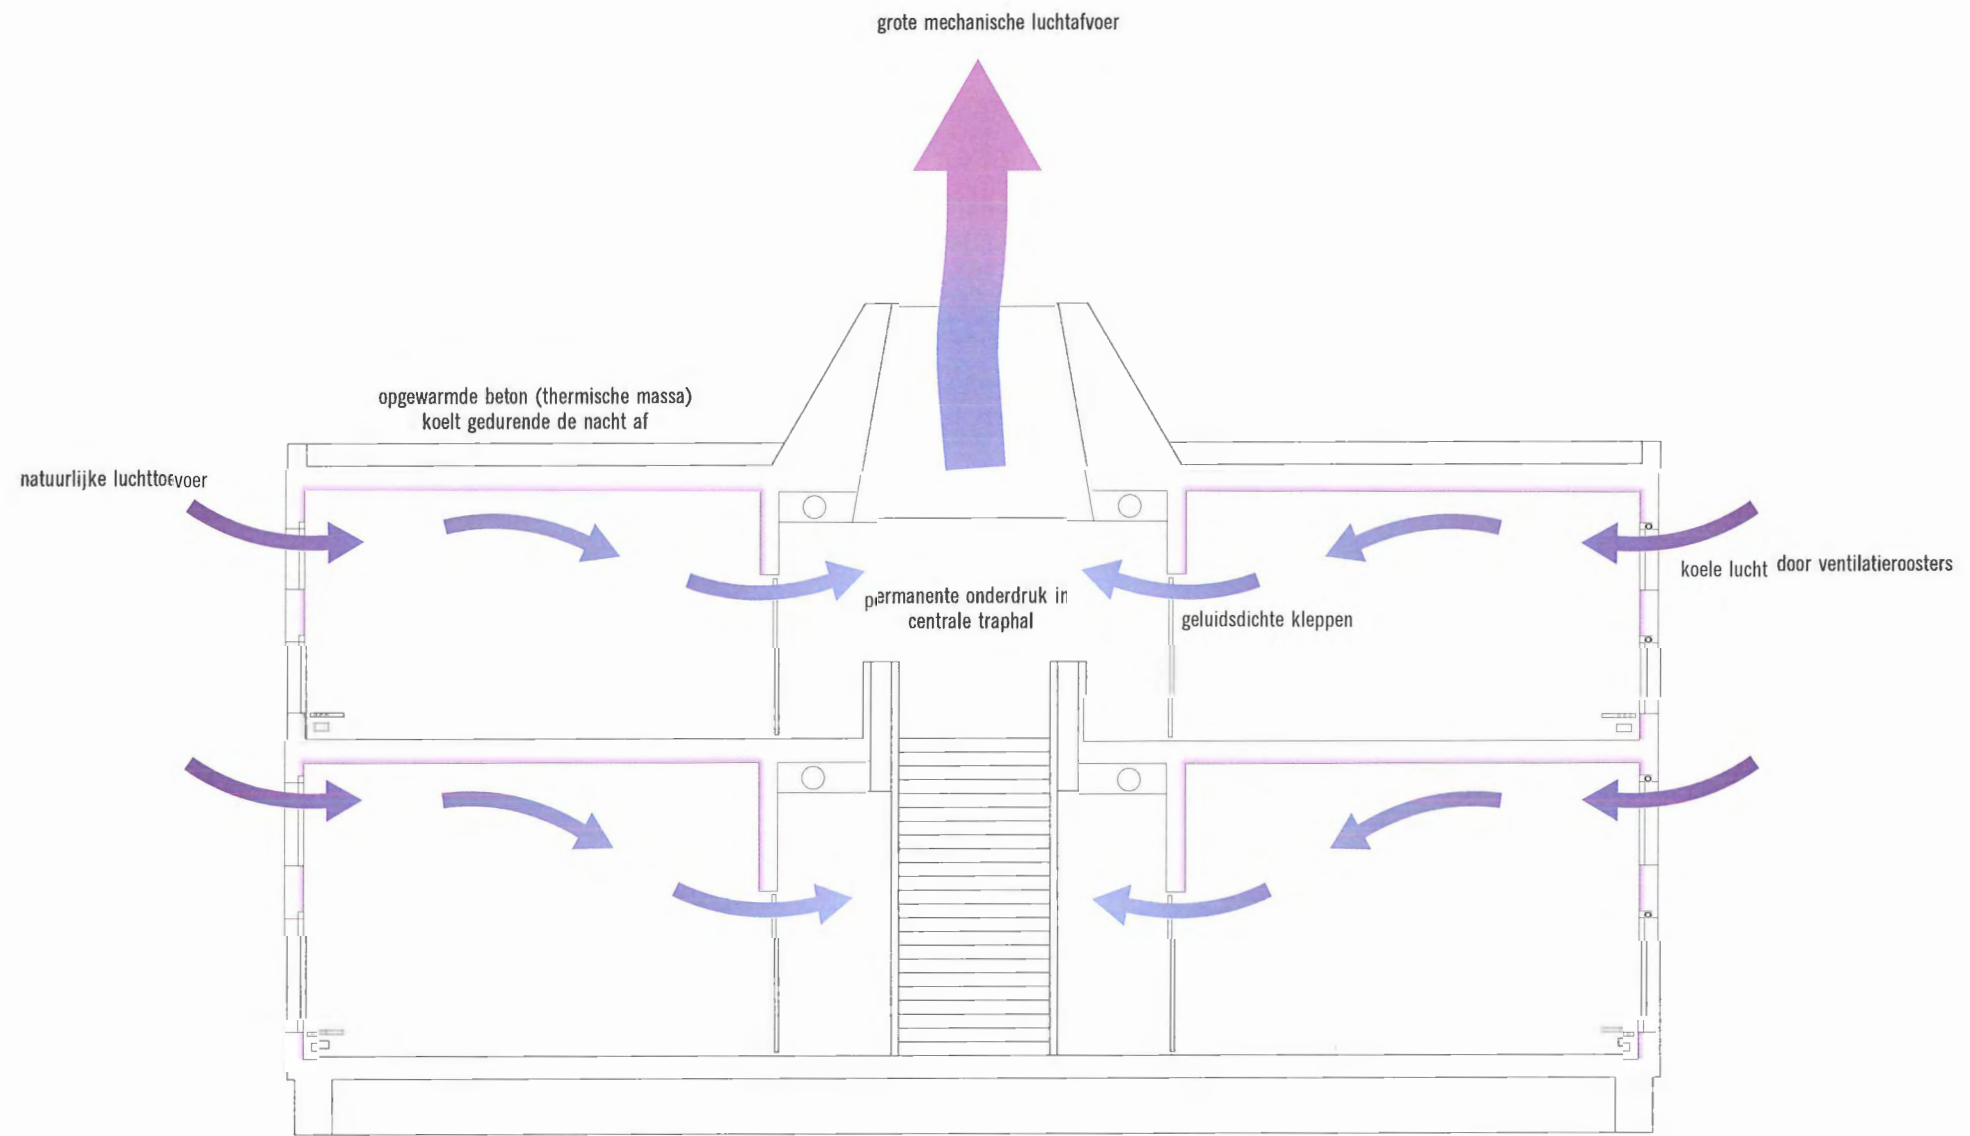 grote mechanische luchtafvoer
opgewarmde beton (thermische massa)
koelt gedurende de nacht af
natuurlijke luchttoevoer
koele lucht door ventilatieroosters
permanente onderdruk in
centrale traphal
geluidsdichte kleppen